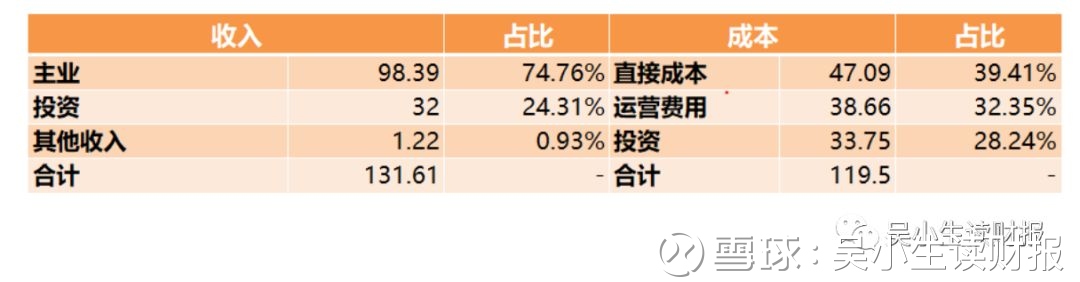 收入 占比 成本 占比
主业 98.39 74.76% 直接成本 47.09 39.41%
投资 32 24.31% 运营费用 38.66 32.35%
其他收入 1.22 0.93% 投资 33.75 28.24%
合计 131.61 - 合计 119.5 -
吴小生读财报
雪球：吴小生读财报